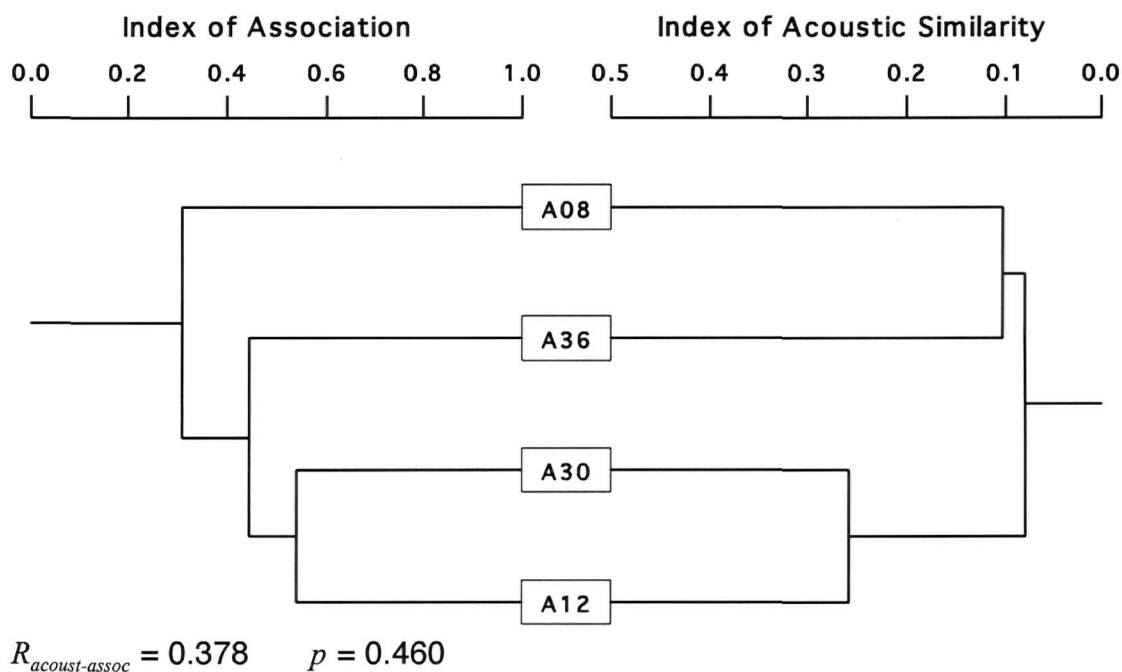 Index of Association Index of Acoustic Similarity
0.0 0.2 0.4 0.6 0.8 1.0 0.5 0.4 0.3 0.2 0.1 0.0
A08
A36
A30
A12
R_acoust-assoc = 0.378 p = 0.460